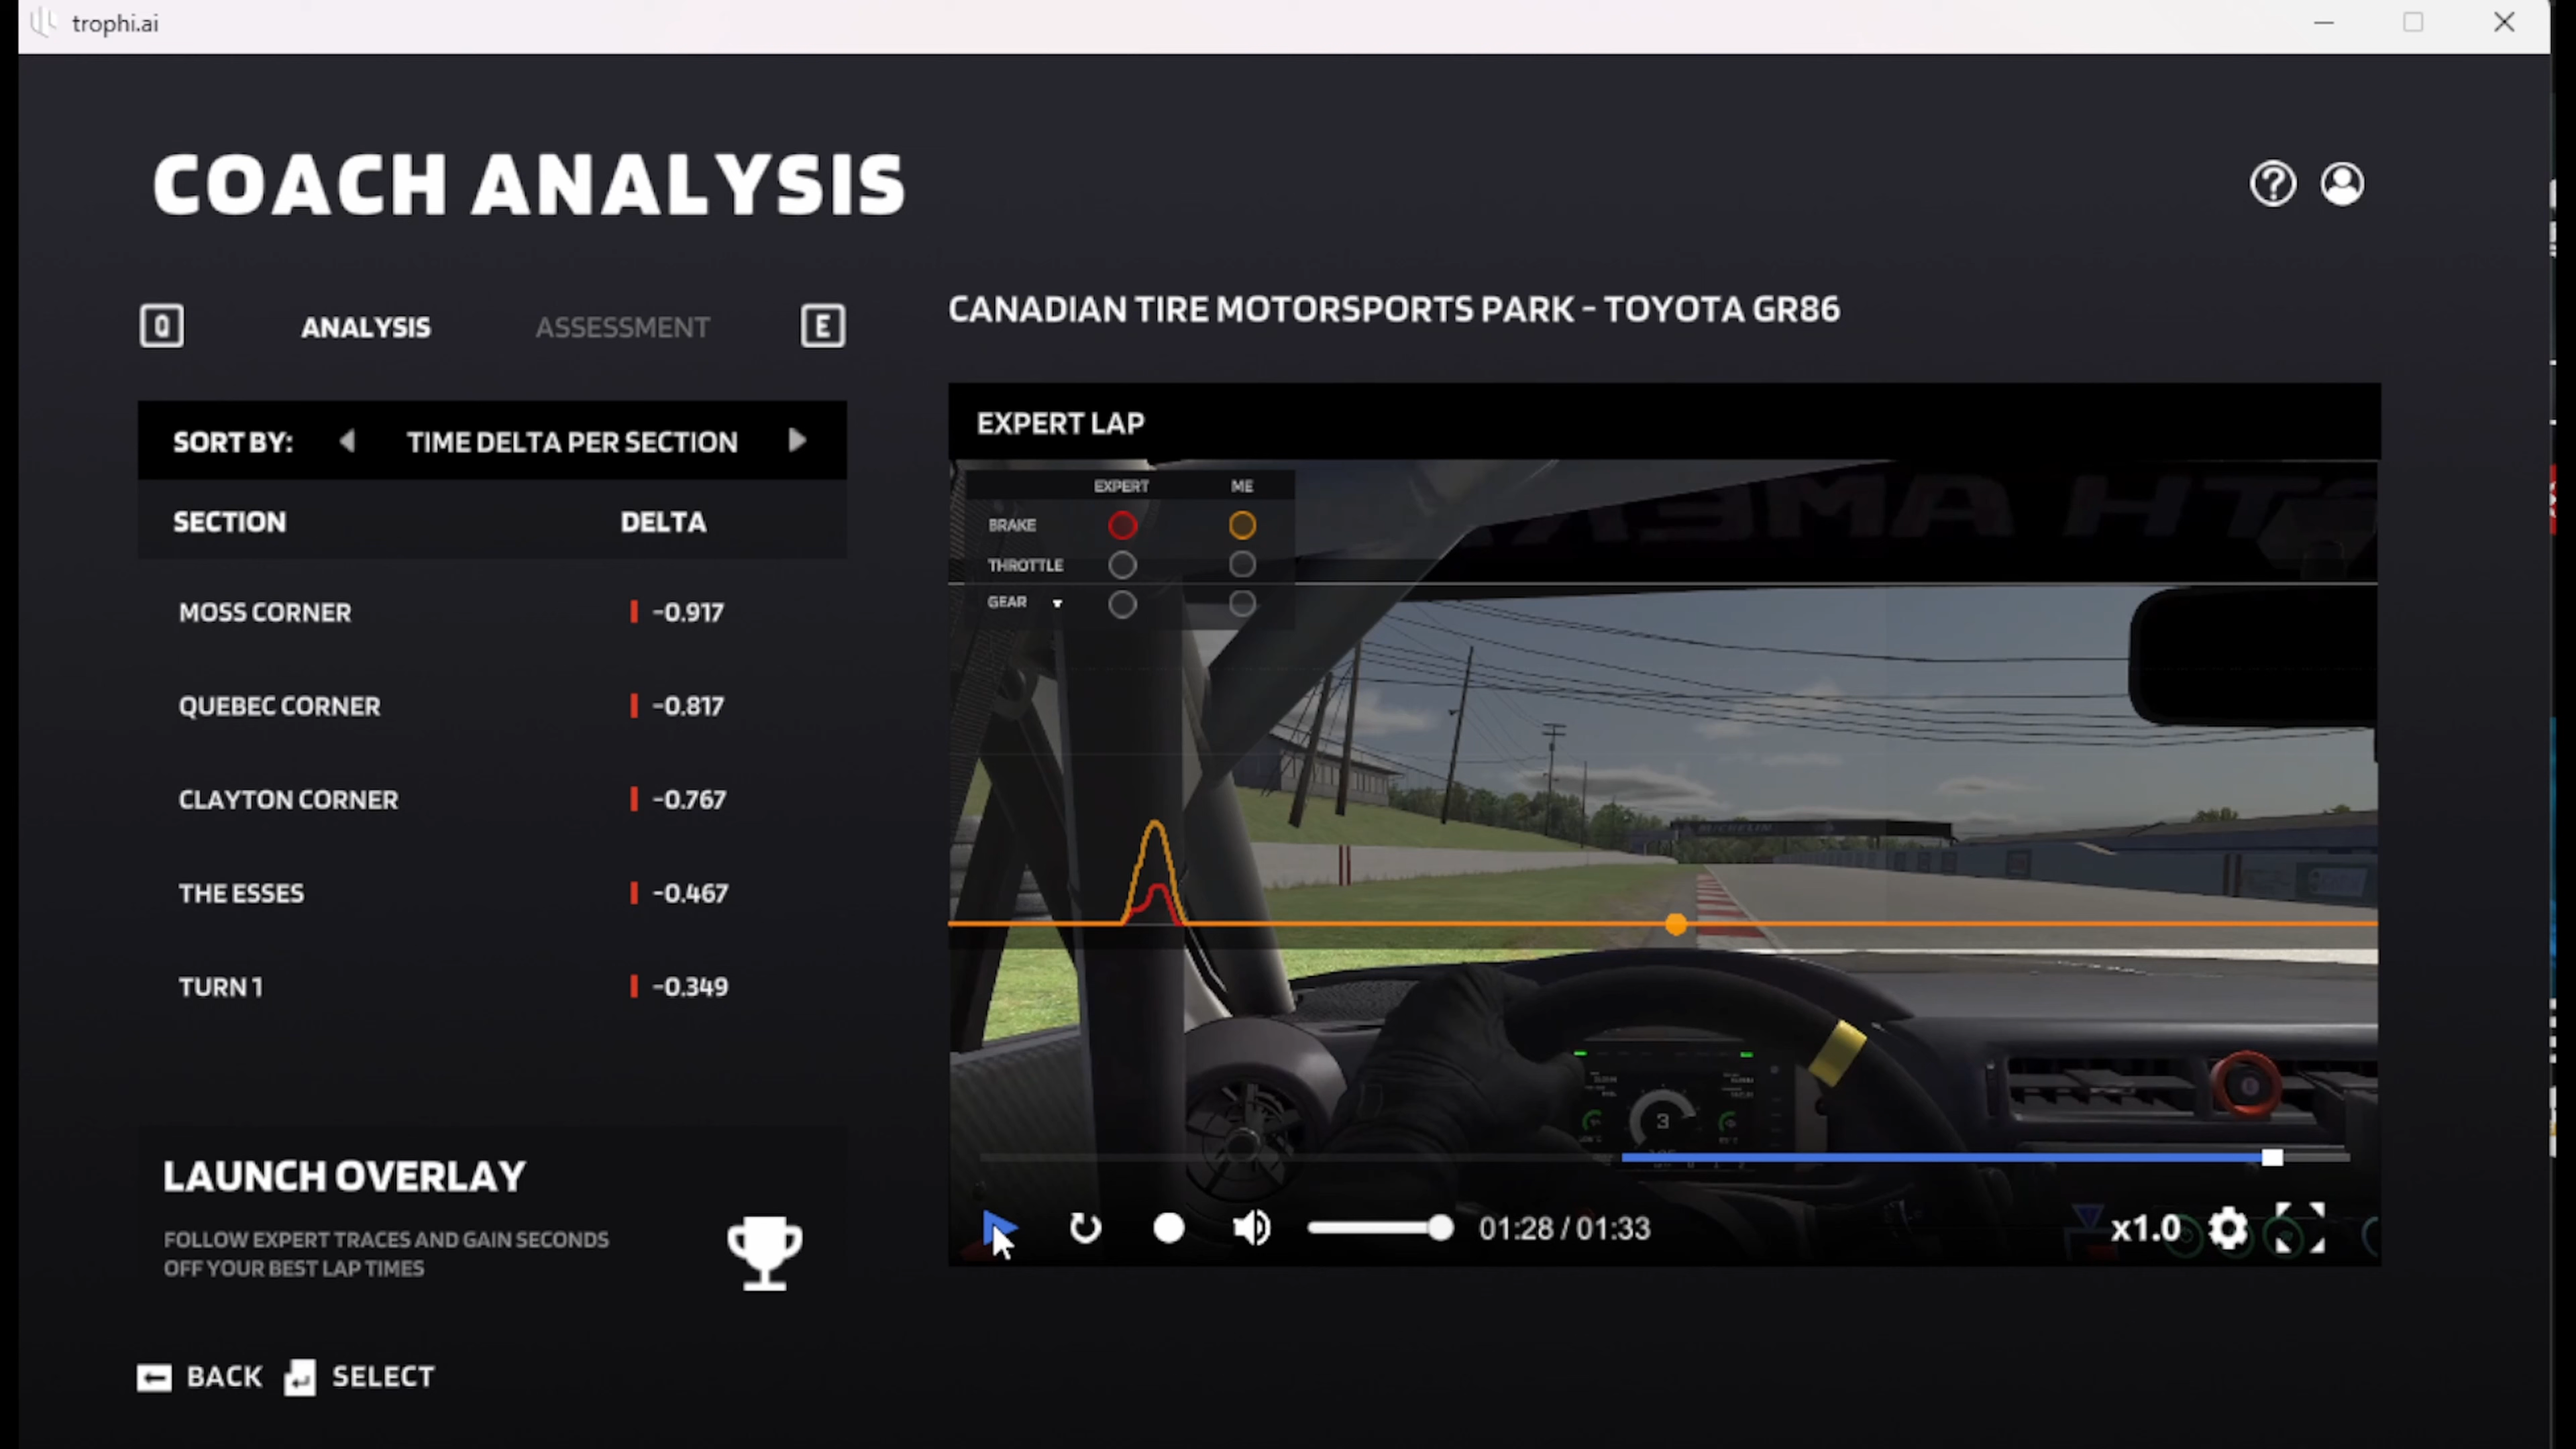 trophi.ai
COACH ANALYSIS
Q ANALYSIS ASSESSMENT E
SORT BY: TIME DELTA PER SECTION
SECTION DELTA
MOSS CORNER -0.917
QUEBEC CORNER -0.817
CLAYTON CORNER -0.767
THE ESSES -0.467
TURN 1 -0.349
LAUNCH OVERLAY
FOLLOW EXPERT TRACES AND GAIN SECONDS
OFF YOUR BEST LAP TIMES
BACK SELECT
CANADIAN TIRE MOTORSPORTS PARK - TOYOTA GR86
EXPERT LAP
EXPERT ME
BRAKE
THROTTLE
GEAR
MICHELIN
3
01:28 / 01:33
x1.0